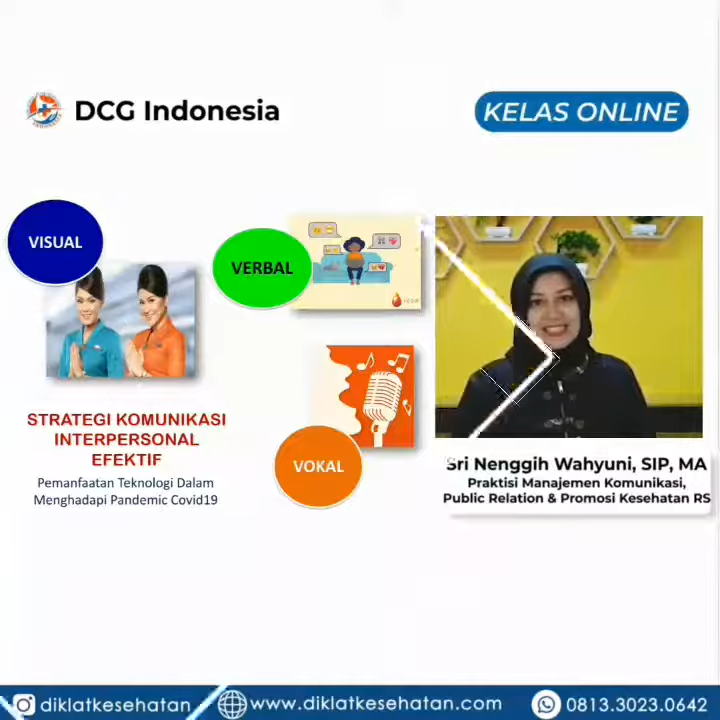 DCG Indonesia
KELAS ONLINE
VISUAL
VERBAL
VOKAL
STRATEGI KOMUNIKASI
INTERPERSONAL
EFEKTIF
Pemanfaatan Teknologi Dalam
Menghadapi Pandemic Covid19
Sri Nenggih Wahyuni, SIP, MA
Praktisi Manajemen Komunikasi,
Public Relation & Promosi Kesehatan RS
diklatkesehatan
www.diklatkesehatan.com
0813.3023.0642